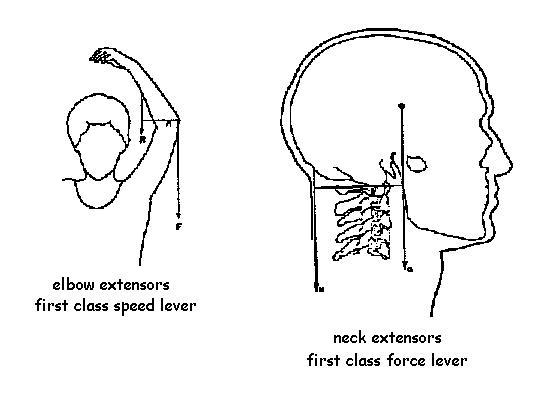 R
A
F
G
elbow extensors
first class speed lever
neck extensors
first class force lever